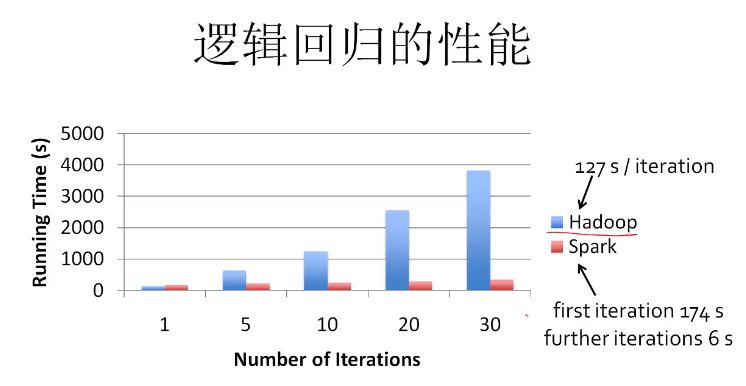 逻辑回归的性能
5000
4000
3000
2000
1000
0
Running Time (s)
1 5 10 20 30
Number of Iterations
127 s / iteration
Hadoop
Spark
first iteration 174 s
further iterations 6 s